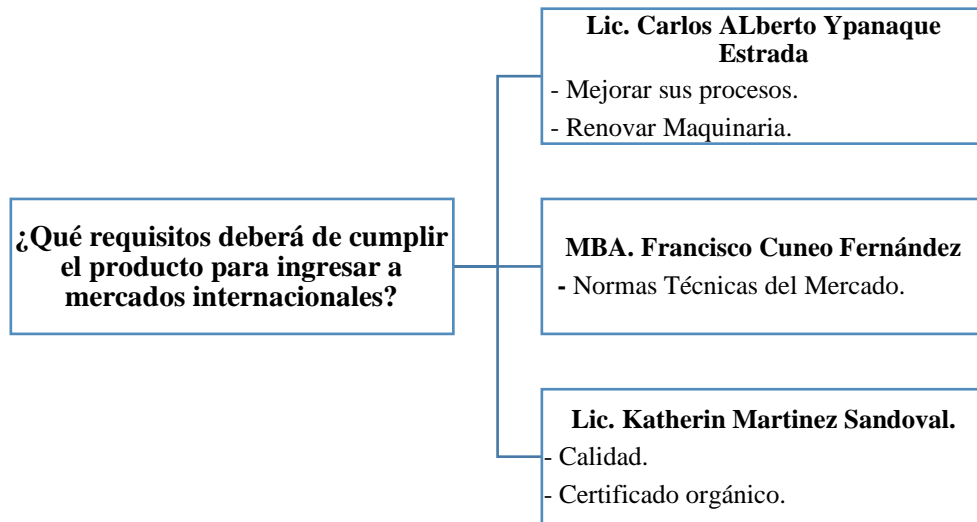 ¿Qué requisitos deberá de cumplir
el producto para ingresar a
mercados internacionales?
Lic. Carlos ALberto Ypanaque
Estrada
- Mejorar sus procesos.
- Renovar Maquinaria.
MBA. Francisco Cuneo Fernández
- Normas Técnicas del Mercado.
Lic. Katherin Martinez Sandoval.
- Calidad.
- Certificado orgánico.